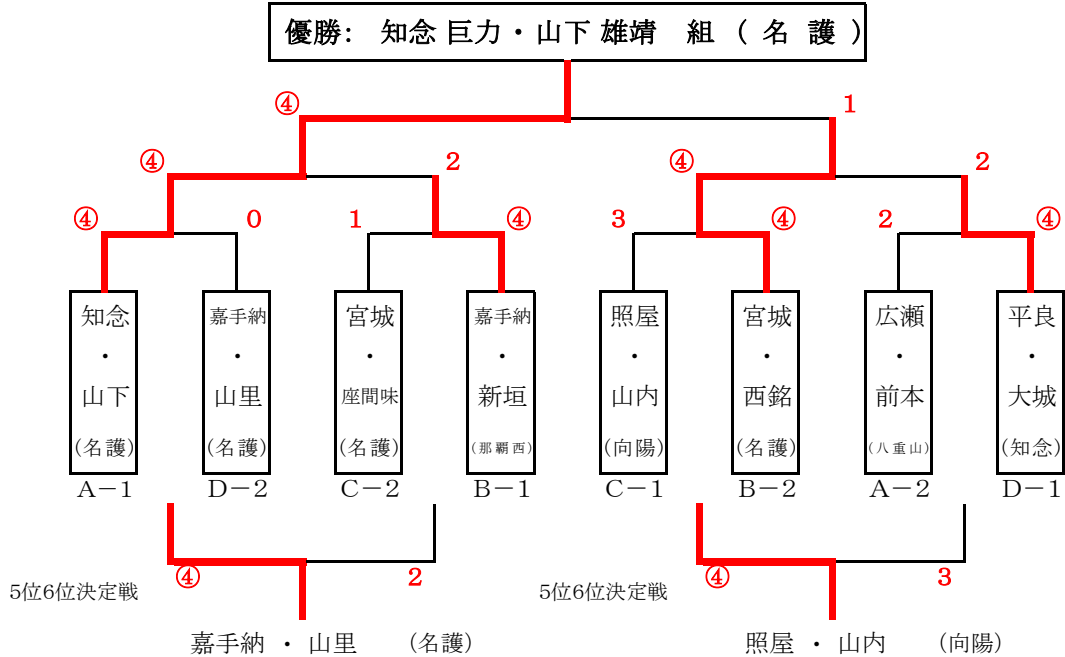 優勝: 知念 巨力・山下 雄靖 組 ( 名 護 )
④ 1
④ 2 ④ 2
④ 0 1 ④ 3 ④ 2 ④
知念 嘉手納 宮城 嘉手納 照屋 宮城 広瀬 平良
・ ・ ・ ・ ・ ・ ・ ・
山下 山里 座間味 新垣 山内 西銘 前本 大城
(名護) (名護) (名護) (那覇西) (向陽) (名護) (八重山) (知念)
A-1 D-2 C-2 B-1 C-1 B-2 A-2 D-1
④ 2 ④ 3
5位6位決定戦 5位6位決定戦
嘉手納 ・ 山里 (名護) 照屋 ・ 山内 (向陽)